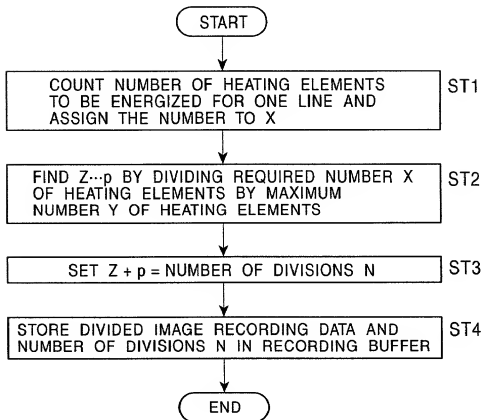 START
COUNT NUMBER OF HEATING ELEMENTS
TO BE ENERGIZED FOR ONE LINE AND
ASSIGN THE NUMBER TO X
ST1
FIND Z···p BY DIVIDING REQUIRED NUMBER X
OF HEATING ELEMENTS BY MAXIMUM
NUMBER Y OF HEATING ELEMENTS
ST2
SET Z + p = NUMBER OF DIVISIONS N
ST3
STORE DIVIDED IMAGE RECORDING DATA AND
NUMBER OF DIVISIONS N IN RECORDING BUFFER
ST4
END